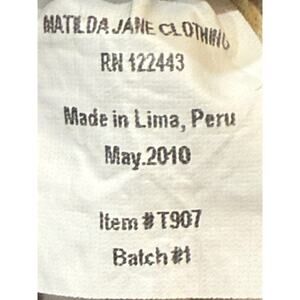 MATILDA JANE CLOTHING
RN 122443
Made in Lima, Peru
May.2010
Item # T907
Batch #1